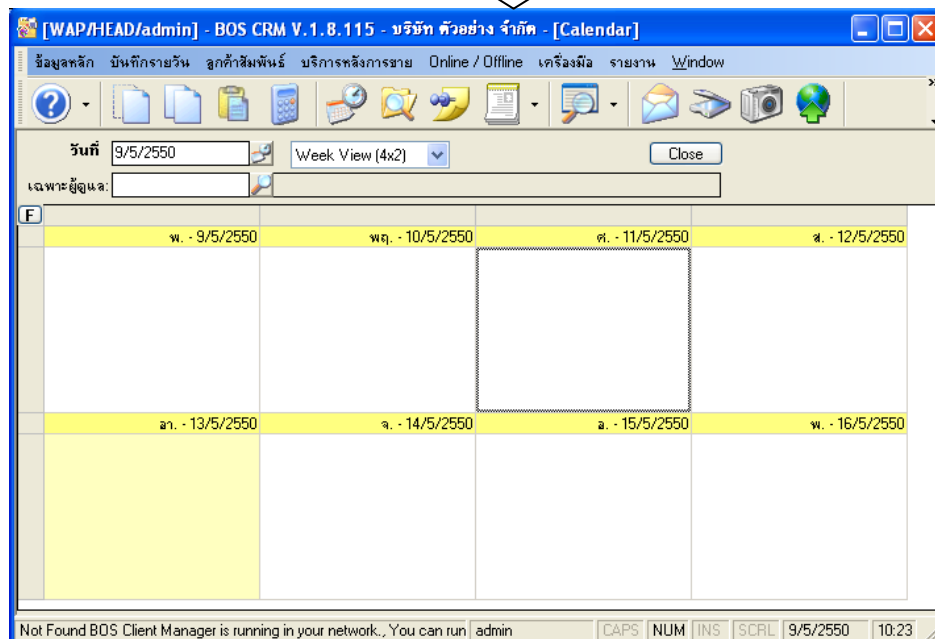 [WAP/HEAD/admin] - BOS CRM V.1.8.115 - บริษัท ตัวอย่าง จำกัด - [Calendar]
ข้อมูลหลัก บันทึกรายวัน ลูกค้าสัมพันธ์ บริการหลังการขาย Online / Offline เครื่องมือ รายงาน Window
วันที่ 9/5/2550 Week View (4x2) Close
เฉพาะผู้ดูแล:
F
พ. - 9/5/2550 พฤ. - 10/5/2550 ศ. - 11/5/2550 ส. - 12/5/2550
อา. - 13/5/2550 จ. - 14/5/2550 อ. - 15/5/2550 พ. - 16/5/2550
Not Found BOS Client Manager is running in your network., You can run admin CAPS NUM INS SCRL 9/5/2550 10:23